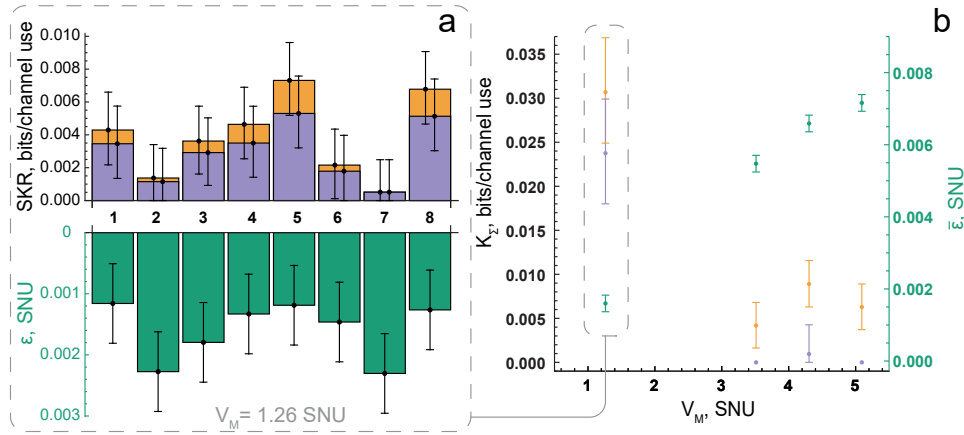 a
SKR, bits/channel use
0.010
0.008
0.006
0.004
0.002
0.000
1 2 3 4 5 6 7 8
ε, SNU
0
0.001
0.002
0.003
V_M= 1.26 SNU
b
K_Σ, bits/channel use
0.035
0.030
0.025
0.020
0.015
0.010
0.005
0.000
1 2 3 4 5
V_M, SNU
0.008
0.006
0.004
0.002
0.000
ε̅, SNU